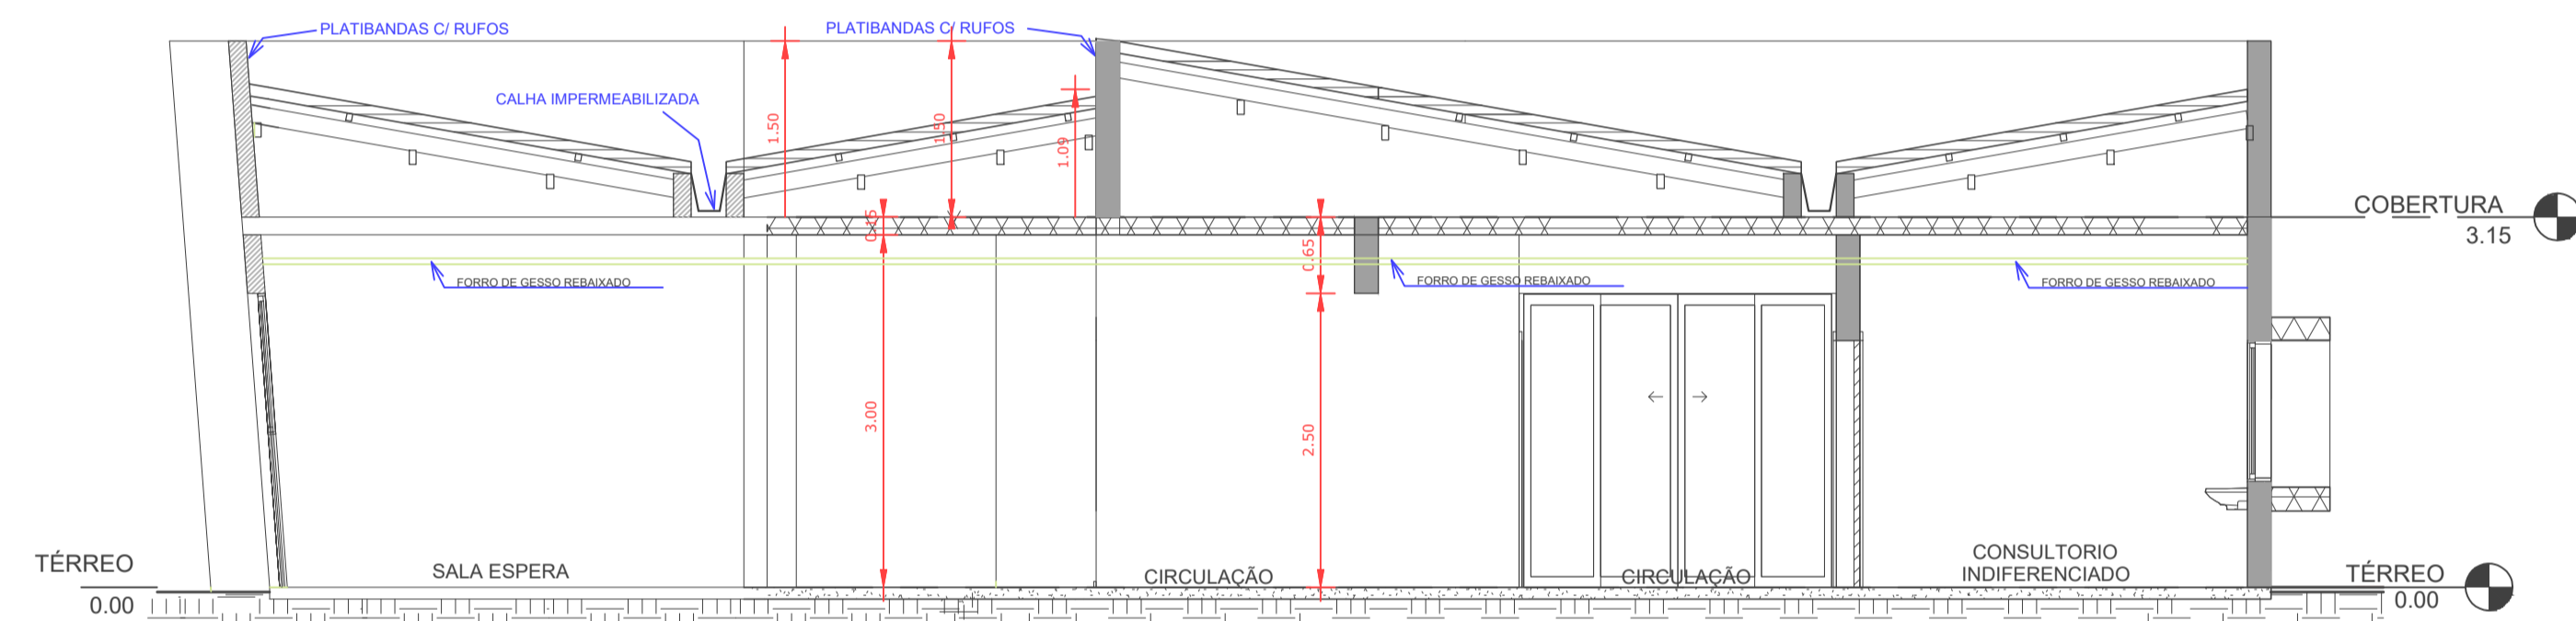 PLATIBANDAS C/ RUFOS
PLATIBANDAS C/ RUFOS
CALHA IMPERMEABILIZADA
1.50
1.50
1.09
COBERTURA
3.15
0.15
0.65
FORRO DE GESSO REBAIXADO
FORRO DE GESSO REBAIXADO
FORRO DE GESSO REBAIXADO
3.00
2.50
TÉRREO
0.00
SALA ESPERA
CIRCULAÇÃO
CIRCULAÇÃO
CONSULTORIO
INDIFERENCIADO
TÉRREO
0.00